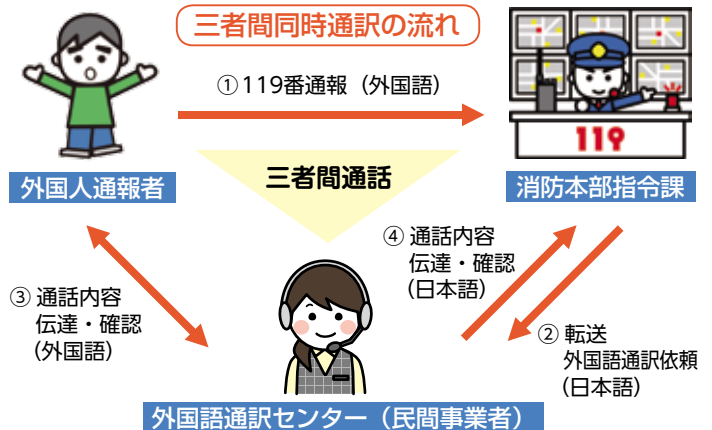 三者間同時通訳の流れ
①119番通報（外国語）
119
外国人通報者
三者間通話
消防本部指令課
④ 通話内容
伝達・確認
(日本語)
③ 通話内容
伝達・確認
(外国語)
② 転送
外国語通訳依頼
(日本語)
外国語通訳センター（民間事業者）